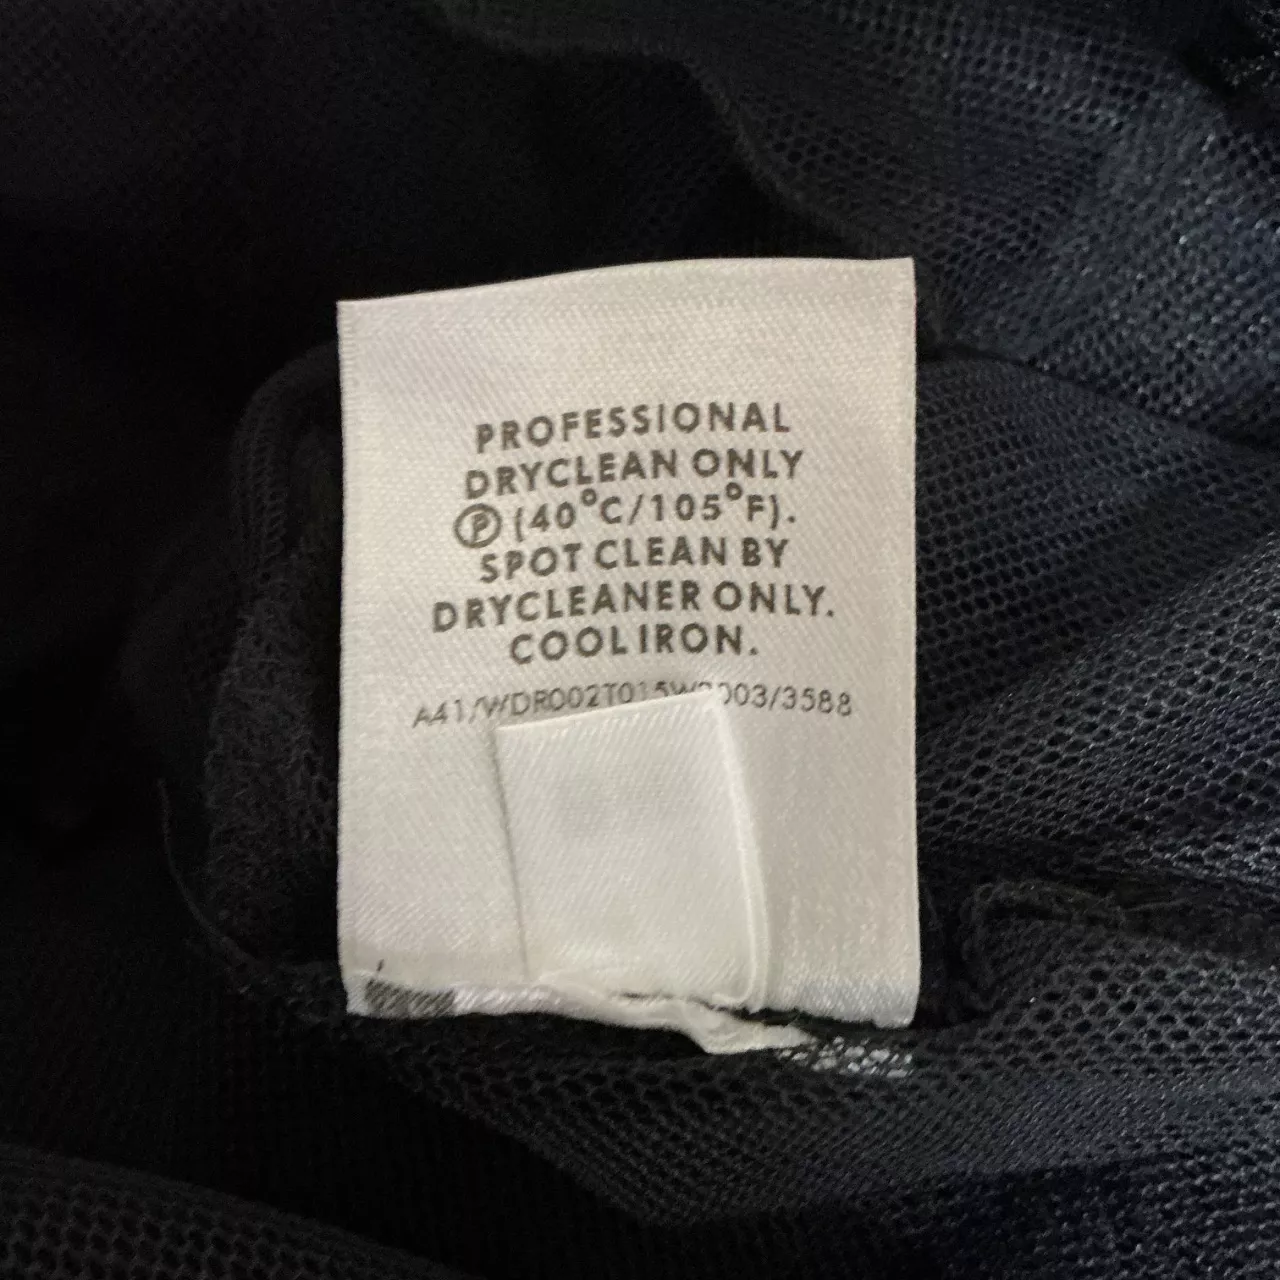 PROFESSIONAL
DRYCLEAN ONLY
Ⓟ (40°C/105°F).
SPOT CLEAN BY
DRYCLEANER ONLY.
COOL IRON.